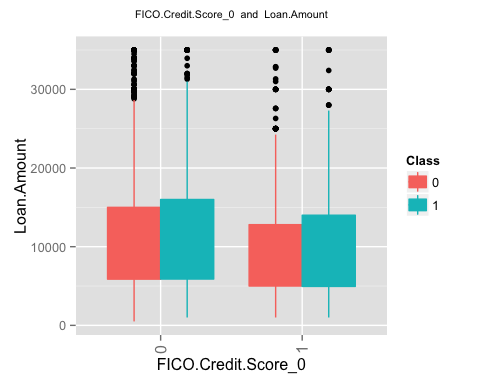 FICO.Credit.Score_0 and Loan.Amount
Loan.Amount
30000
20000
10000
0
0
1
FICO.Credit.Score_0
Class
0
1